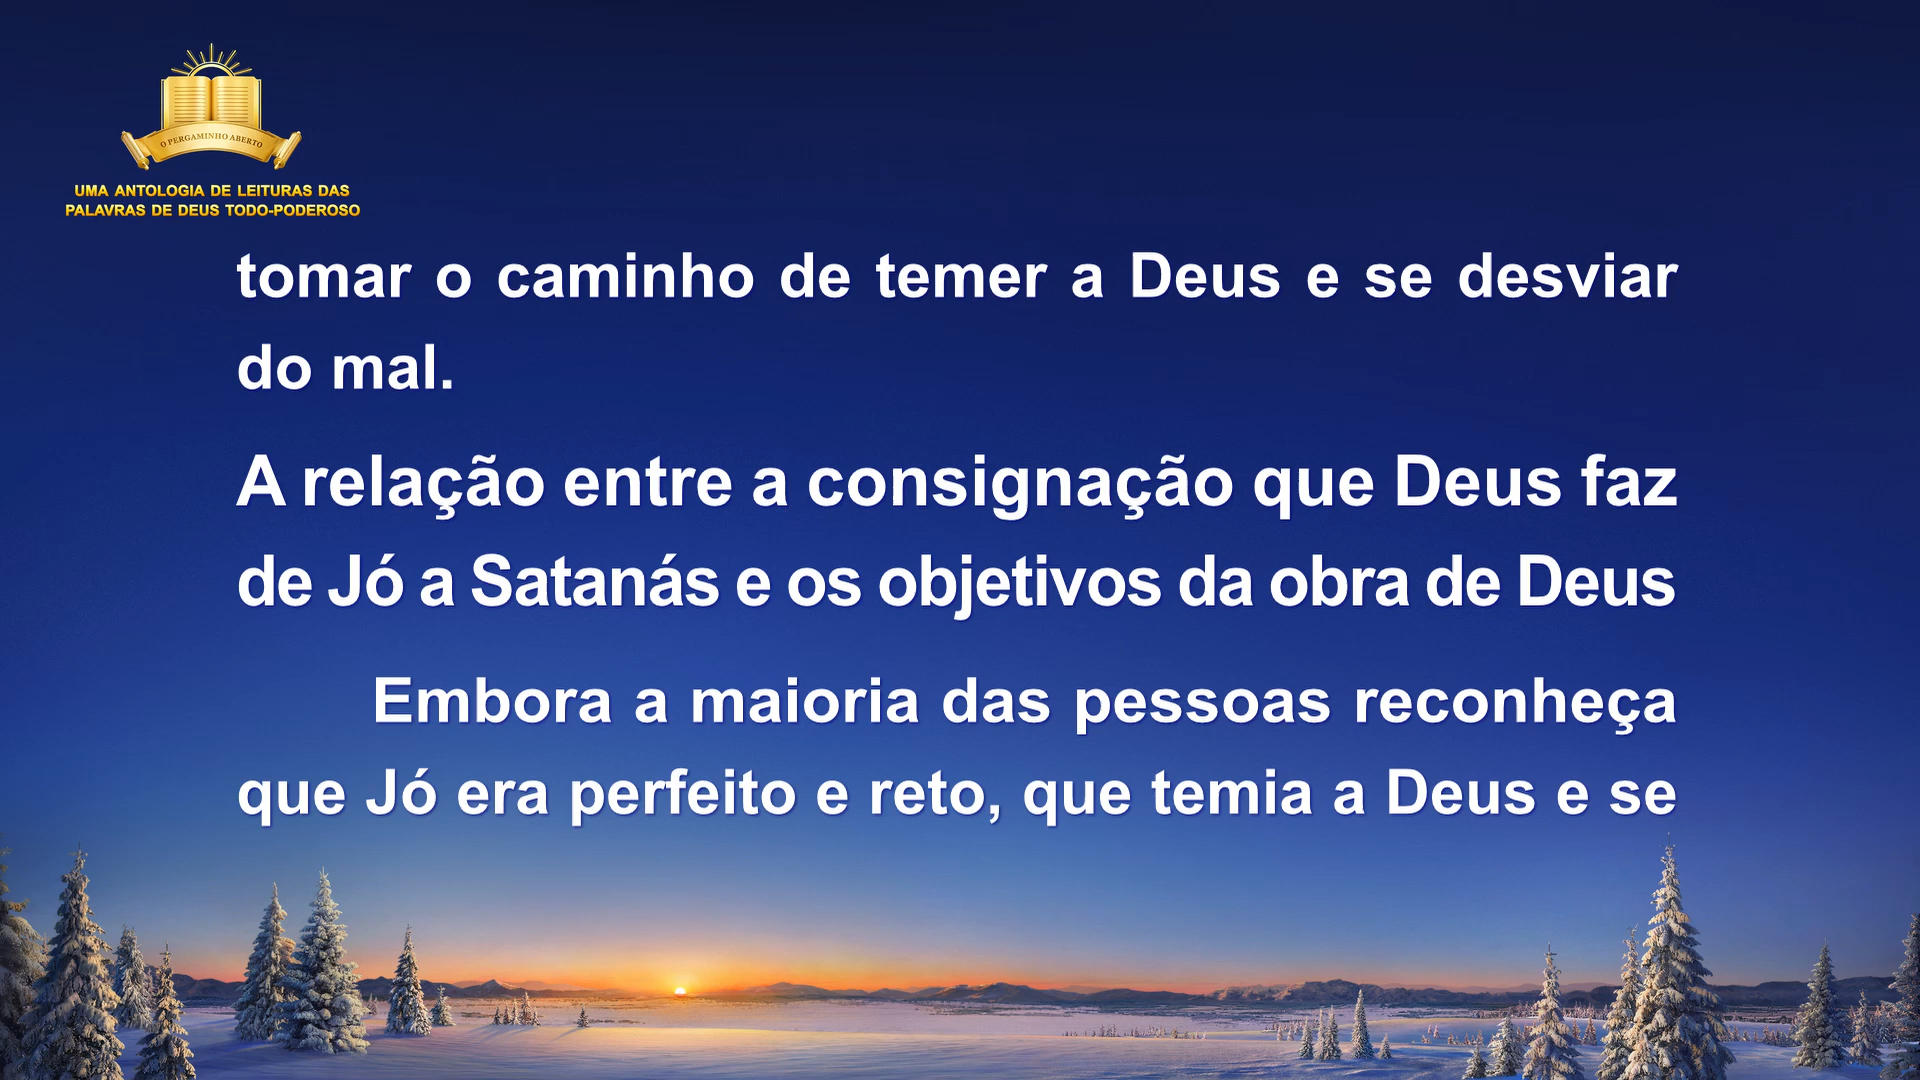 O PERGAMINHO ABERTO
UMA ANTOLOGIA DE LEITURAS DAS
PALAVRAS DE DEUS TODO-PODEROSO
tomar o caminho de temer a Deus e se desviar
do mal.
A relação entre a consignação que Deus faz
de Jó a Satanás e os objetivos da obra de Deus
Embora a maioria das pessoas reconheça
que Jó era perfeito e reto, que temia a Deus e se